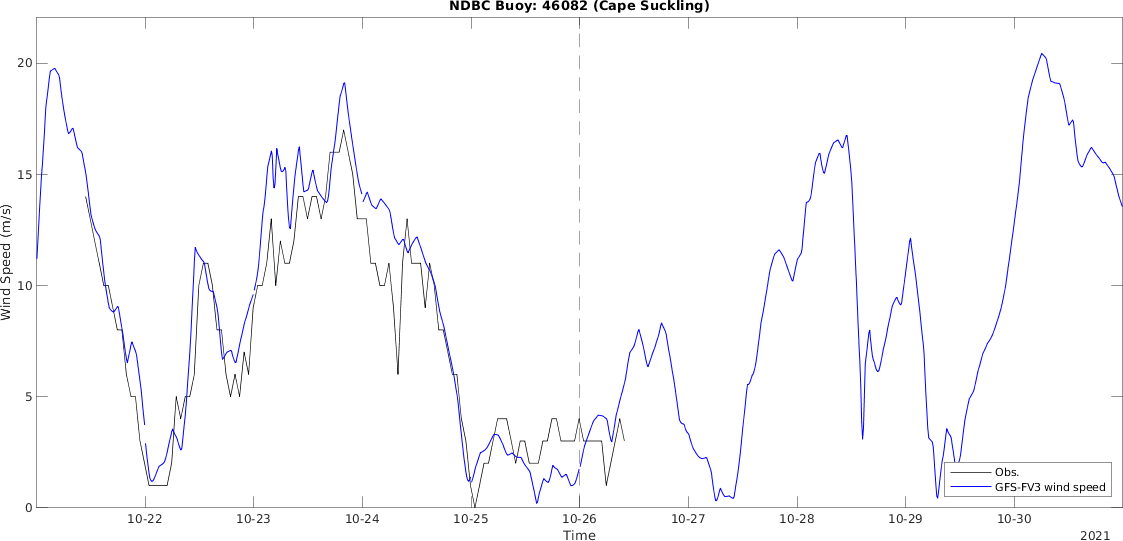 NDBC Buoy: 46082 (Cape Suckling)
20
15
10
5
0
Wind Speed (m/s)
10-22 10-23 10-24 10-25 10-26 10-27 10-28 10-29 10-30
Time
2021
Obs.
GFS-FV3 wind speed